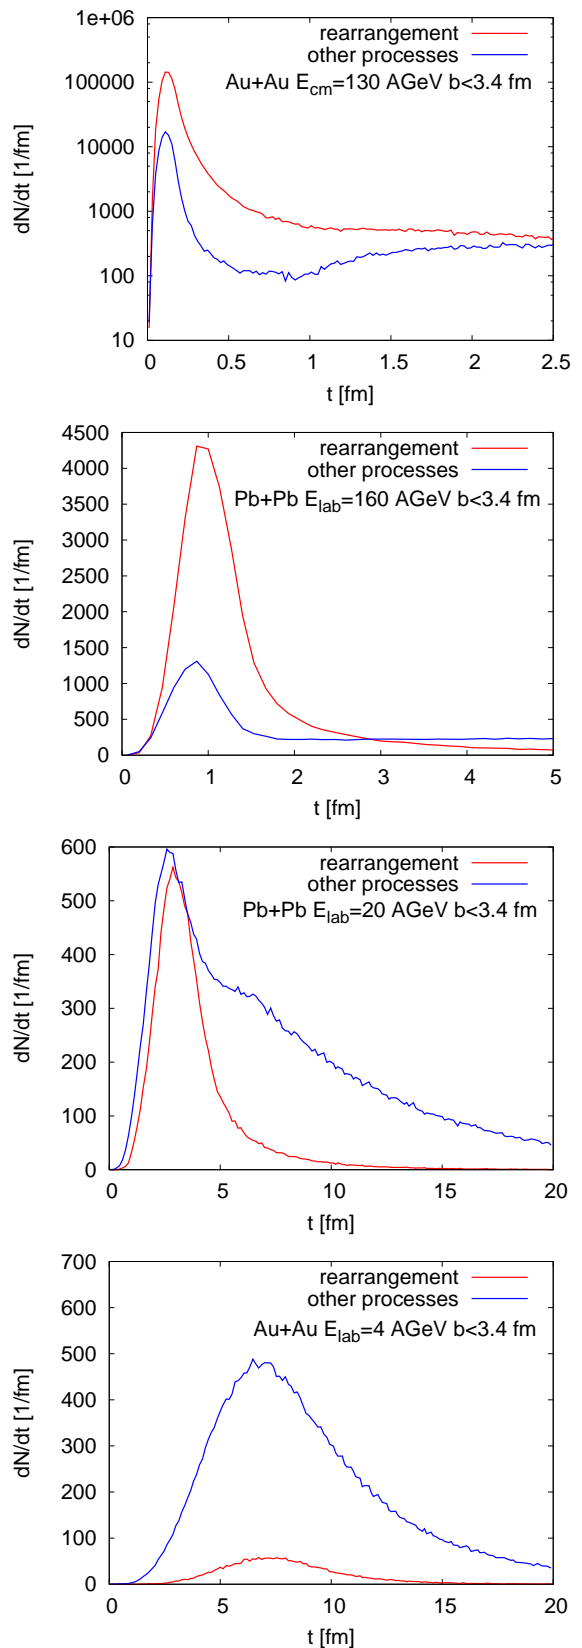 1e+06
rearrangement
other processes
Au+Au E_cm=130 AGeV b<3.4 fm
100000
10000
1000
100
10
dN/dt [1/fm]
0 0.5 1 1.5 2 2.5
t [fm]
4500
rearrangement
other processes
Pb+Pb E_lab=160 AGeV b<3.4 fm
4000
3500
3000
2500
2000
1500
1000
500
0
dN/dt [1/fm]
0 1 2 3 4 5
t [fm]
600
rearrangement
other processes
Pb+Pb E_lab=20 AGeV b<3.4 fm
500
400
300
200
100
0
dN/dt [1/fm]
0 5 10 15 20
t [fm]
700
rearrangement
other processes
Au+Au E_lab=4 AGeV b<3.4 fm
600
500
400
300
200
100
0
dN/dt [1/fm]
0 5 10 15 20
t [fm]